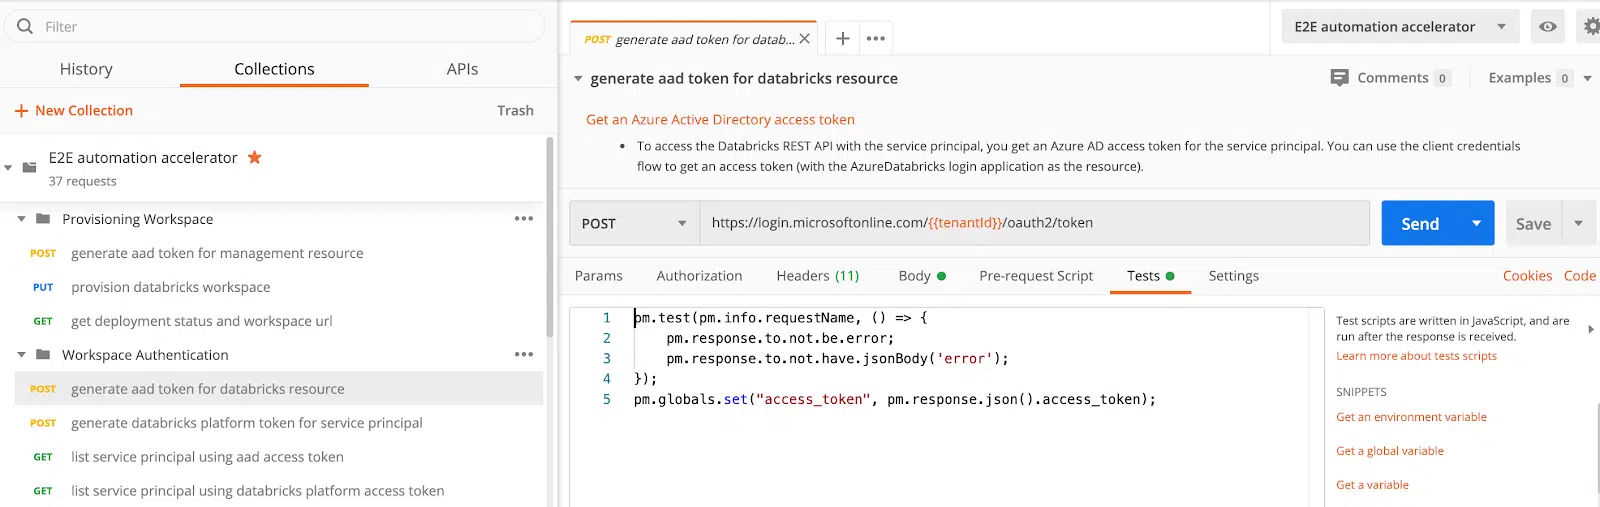 Filter
History Collections APIs
+ New Collection Trash
E2E automation accelerator
37 requests
Provisioning Workspace
POST generate aad token for management resource
PUT provision databricks workspace
GET get deployment status and workspace url
Workspace Authentication
POST generate aad token for databricks resource
POST generate databricks platform token for service principal
GET list service principal using aad access token
GET list service principal using databricks platform access token
POST generate aad token for datab...
E2E automation accelerator
generate aad token for databricks resource
Comments 0 Examples 0
Get an Azure Active Directory access token
• To access the Databricks REST API with the service principal, you get an Azure AD access token for the service principal. You can use the client credentials
flow to get an access token (with the AzureDatabricks login application as the resource).
POST https://login.microsoftonline.com/{{tenantId}}/oauth2/token Send Save
Params Authorization Headers (11) Body Pre-request Script Tests Settings Cookies Code
1 pm.test(pm.info.requestName, () => {
2 pm.response.to.not.be.error;
3 pm.response.to.not.have.jsonBody('error');
4 });
5 pm.globals.set("access_token", pm.response.json().access_token);
Test scripts are written in JavaScript, and are
run after the response is received.
Learn more about tests scripts
SNIPPETS
Get an environment variable
Get a global variable
Get a variable